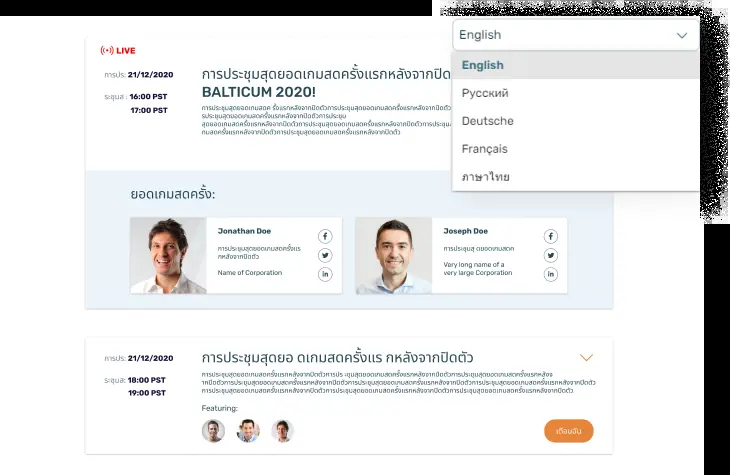 LIVE
English
English
Русский
Deutsche
Français
ภาษาไทย
การประ: 21/12/2020
ระชุมส : 16:00 PST
17:00 PST
การประชุมสุดยอดเกมสดครั้งแรกหลังจากปิด
BALTICUM 2020!
การประชุมสุดยอดเกมสดค รั้งแรกหลังจากปิดตัวการประชุมสุดยอดเกมสดครั้งแรกหลังจากปิดตัว
รประชุมสุดยอดเกมสดครั้งแรกหลังจากปิดตัวการประชุม
สุดยอดเกมสดครั้งแรกหลังจากปิดตัวการประชุมสุดยอดเกมสดครั้งแรกหลังจากปิดตัวการประชุมสุ
กมสดครั้งแรกหลังจากปิดตัวการประชุมสุดยอดเกมสดครั้งแรกหลังจากปิดตัว
ยอดเกมสดครั้ง:
Jonathan Doe
การประชุมสุดยอดเกมสดครั้งแร
กหลังจากปิดตัว
Name of Corporation
Joseph Doe
การประชุมสุ ดยอดเกมสดก
Very long name of a
very large Corporation
การประ: 21/12/2020
ระชุมส: 18:00 PST
19:00 PST
การประชุมสุดยอ ดเกมสดครั้งแร กหลังจากปิดตัว
การประชุมสุดยอดเกมสดครั้งแรกหลังจากปิดตัวการปร ะชุมสุดยอดเกมสดครั้งแรกหลังจากปิดตัวการประชุมสุดยอดเกมสดครั้งแรกหลังจ
ากปิดตัวการประชุมสุดยอดเกมสดครั้งแรกหลังจากปิดตัวการประชุมสุดยอดเกมสดครั้งแรกหลังจากปิดตัวการประชุมสุดยอดเกมสดครั้งแรกหลังจากปิดตัว
การประชุมสุดยอดเกมสดครั้งแรกหลังจากปิดตัวการประชุมสุดยอดเกมสดครั้งแรกหลังจากปิดตัวการประชุมสุดยอดเกมสดครั้งแรกหลังจากปิดตัว
Featuring:
เตือนฉัน